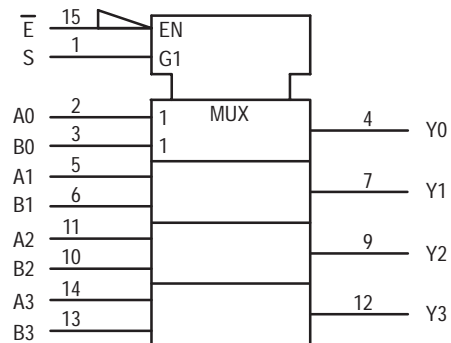 E̅ 15 EN
S 1 G1
MUX
A0 2 1 4 Y0
B0 3 1
A1 5 7 Y1
B1 6
A2 11 9 Y2
B2 10
A3 14 12 Y3
B3 13